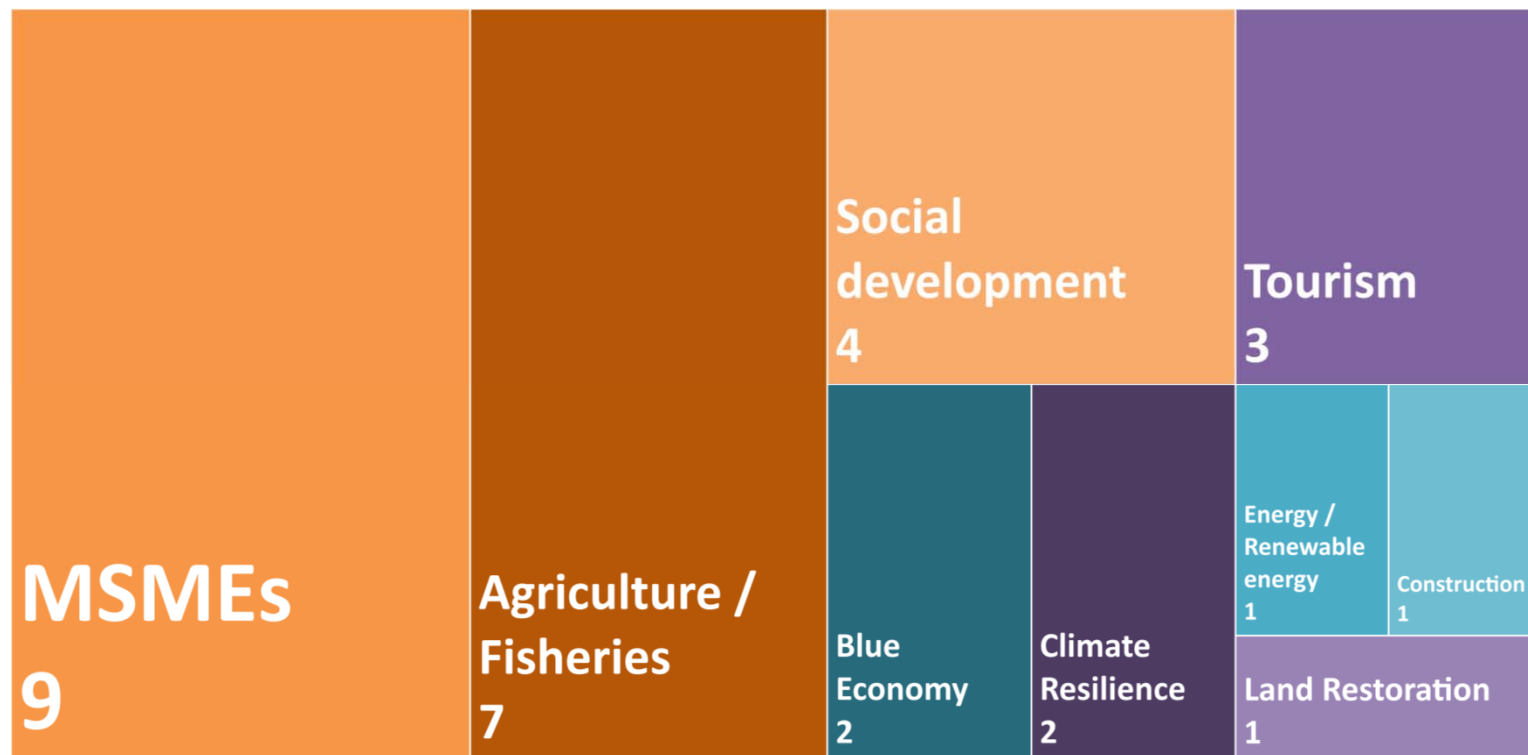 MSMEs
9
Agriculture /
Fisheries
7
Social
development
4
Tourism
3
Blue
Economy
2
Climate
Resilience
2
Energy /
Renewable
energy
1
Construction
1
Land Restoration
1